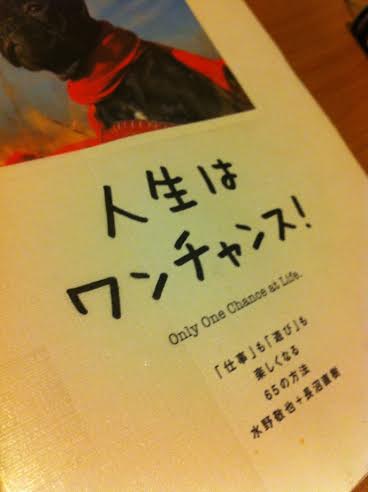 人生は
ワンチャンス!
Only One Chance at Life.
「仕事」も「遊び」も
楽しくなる
65の方法
水野敬也+長沼直樹